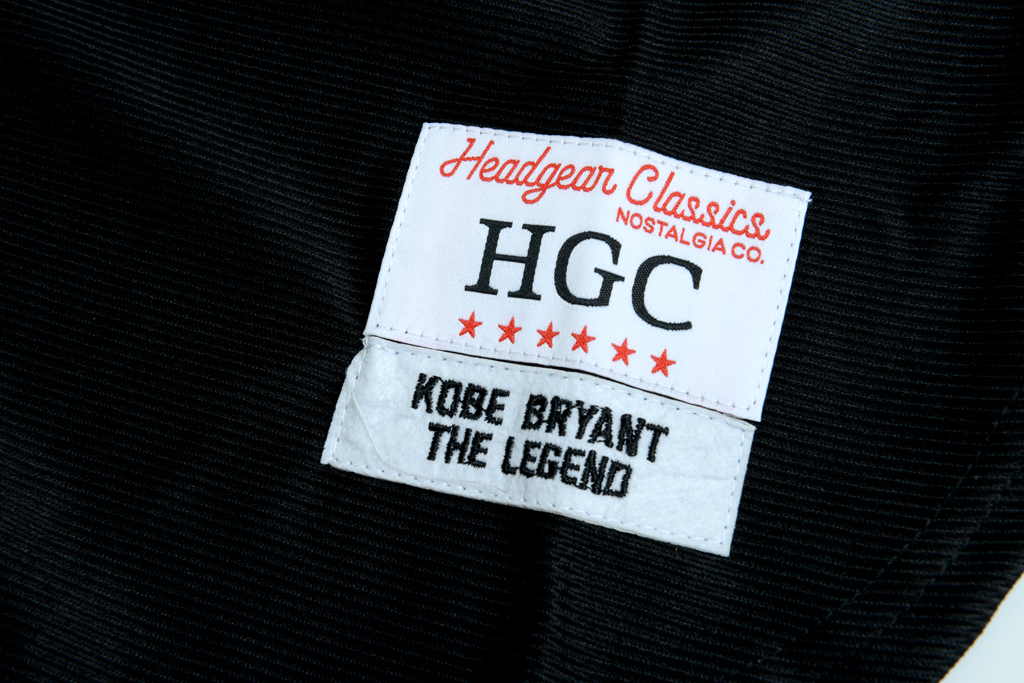 Headgear Classics
NOSTALGIA CO.
HGC
KOBE BRYANT
THE LEGEND